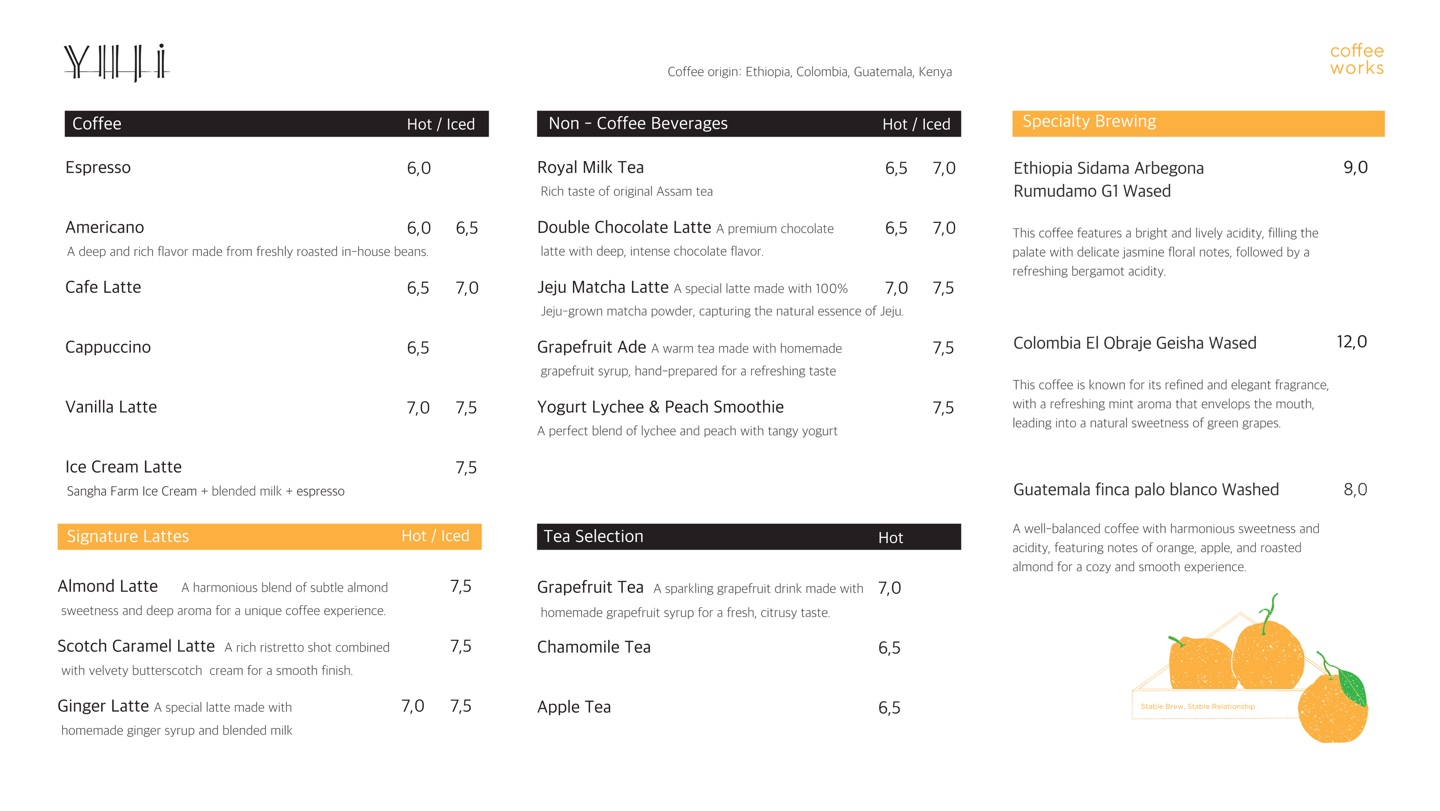 YIIIi
Coffee origin: Ethiopia, Colombia, Guatemala, Kenya
coffee
works
Coffee Hot / Iced
Espresso 6,0
Americano 6,0 6,5
A deep and rich flavor made from freshly roasted in-house beans.
Cafe Latte 6,5 7,0
Cappuccino 6,5
Vanilla Latte 7,0 7,5
Ice Cream Latte 7,5
Sangha Farm Ice Cream + blended milk + espresso
Signature Lattes Hot / Iced
Almond Latte A harmonious blend of subtle almond 7,5
sweetness and deep aroma for a unique coffee experience.
Scotch Caramel Latte A rich ristretto shot combined 7,5
with velvety butterscotch cream for a smooth finish.
Ginger Latte A special latte made with 7,0 7,5
homemade ginger syrup and blended milk
Non - Coffee Beverages Hot / Iced
Royal Milk Tea 6,5 7,0
Rich taste of original Assam tea
Double Chocolate Latte A premium chocolate 6,5 7,0
latte with deep, intense chocolate flavor.
Jeju Matcha Latte A special latte made with 100% 7,0 7,5
Jeju-grown matcha powder, capturing the natural essence of Jeju.
Grapefruit Ade A warm tea made with homemade 7,5
grapefruit syrup, hand-prepared for a refreshing taste
Yogurt Lychee & Peach Smoothie 7,5
A perfect blend of lychee and peach with tangy yogurt
Tea Selection Hot
Grapefruit Tea A sparkling grapefruit drink made with 7,0
homemade grapefruit syrup for a fresh, citrusy taste.
Chamomile Tea 6,5
Apple Tea 6,5
Specialty Brewing
Ethiopia Sidama Arbegona 9,0
Rumudamo G1 Wased
This coffee features a bright and lively acidity, filling the
palate with delicate jasmine floral notes, followed by a
refreshing bergamot acidity.
Colombia El Obraje Geisha Wased 12,0
This coffee is known for its refined and elegant fragrance,
with a refreshing mint aroma that envelops the mouth,
leading into a natural sweetness of green grapes.
Guatemala finca palo blanco Washed 8,0
A well-balanced coffee with harmonious sweetness and
acidity, featuring notes of orange, apple, and roasted
almond for a cozy and smooth experience.
Stable Brew, Stable Relationship